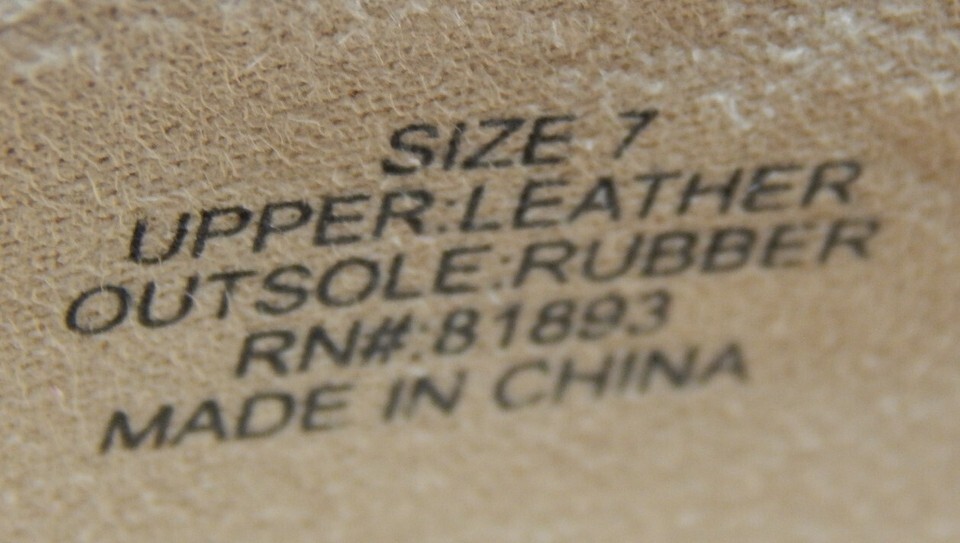 SIZE 7
UPPER:LEATHER
OUTSOLE:RUBBER
RN#:81893
MADE IN CHINA